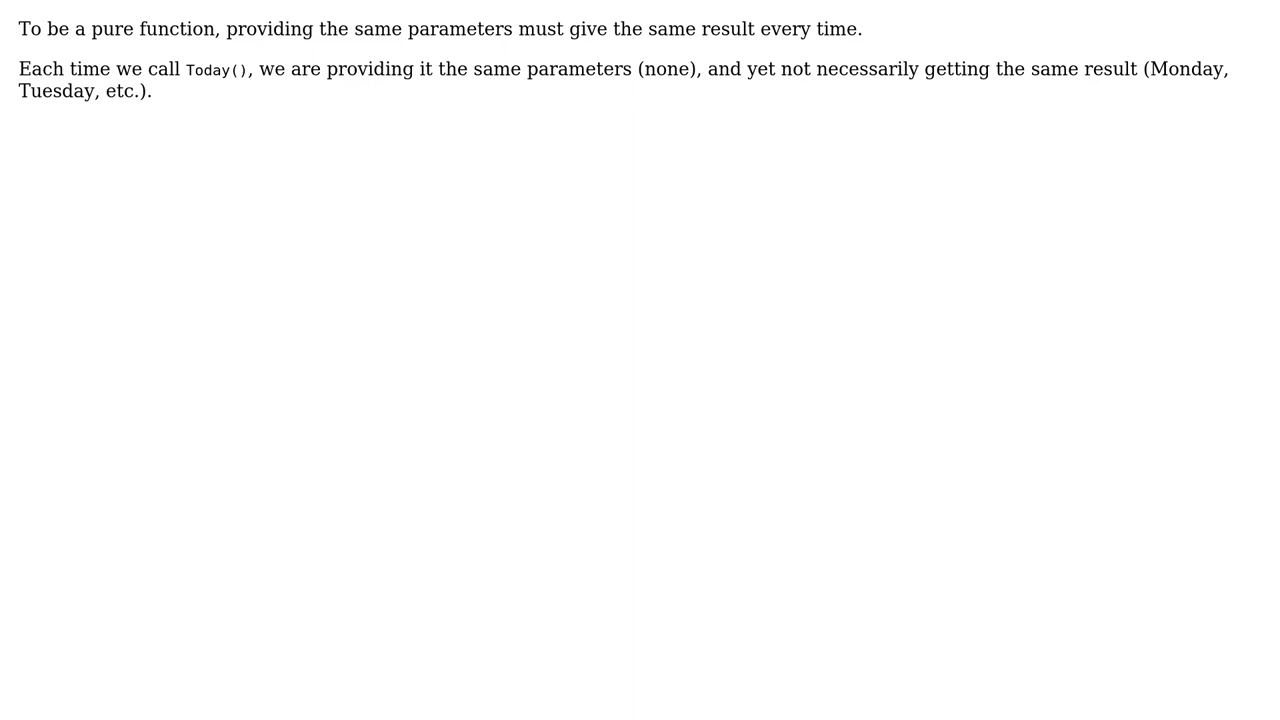 To be a pure function, providing the same parameters must give the same result every time.
Each time we call Today(), we are providing it the same parameters (none), and yet not necessarily getting the same result (Monday,
Tuesday, etc.).